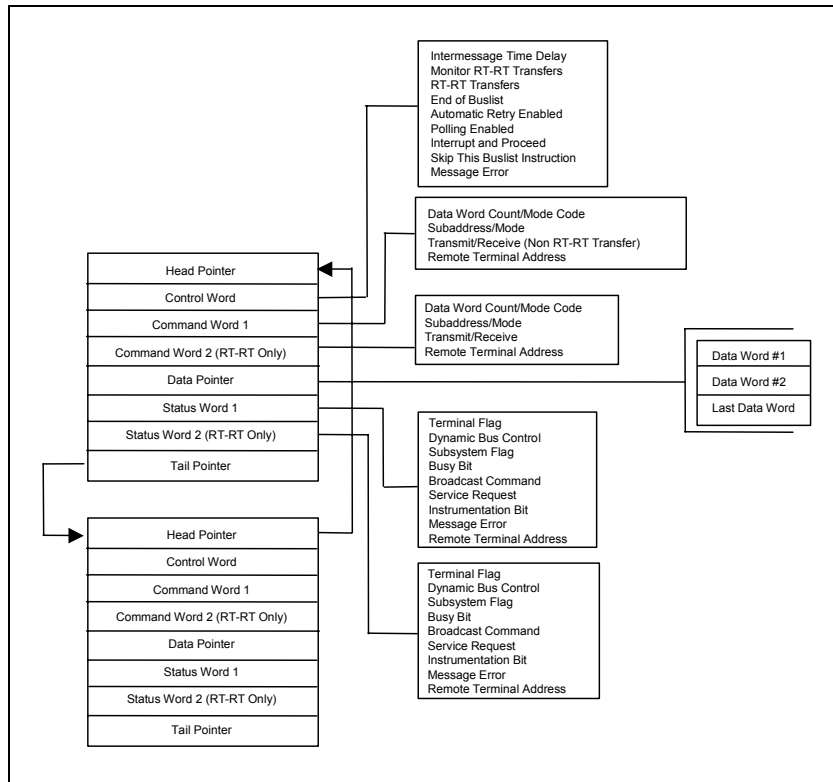 Intermessage Time Delay
Monitor RT-RT Transfers
RT-RT Transfers
End of Buslist
Automatic Retry Enabled
Polling Enabled
Interrupt and Proceed
Skip This Buslist Instruction
Message Error
Data Word Count/Mode Code
Subaddress/Mode
Transmit/Receive (Non RT-RT Transfer)
Remote Terminal Address
Head Pointer
Control Word
Command Word 1
Command Word 2 (RT-RT Only)
Data Pointer
Status Word 1
Status Word 2 (RT-RT Only)
Tail Pointer
Data Word Count/Mode Code
Subaddress/Mode
Transmit/Receive
Remote Terminal Address
Data Word #1
Data Word #2
Last Data Word
Terminal Flag
Dynamic Bus Control
Subsystem Flag
Busy Bit
Broadcast Command
Service Request
Instrumentation Bit
Message Error
Remote Terminal Address
Head Pointer
Control Word
Command Word 1
Command Word 2 (RT-RT Only)
Data Pointer
Status Word 1
Status Word 2 (RT-RT Only)
Tail Pointer
Terminal Flag
Dynamic Bus Control
Subsystem Flag
Busy Bit
Broadcast Command
Service Request
Instrumentation Bit
Message Error
Remote Terminal Address